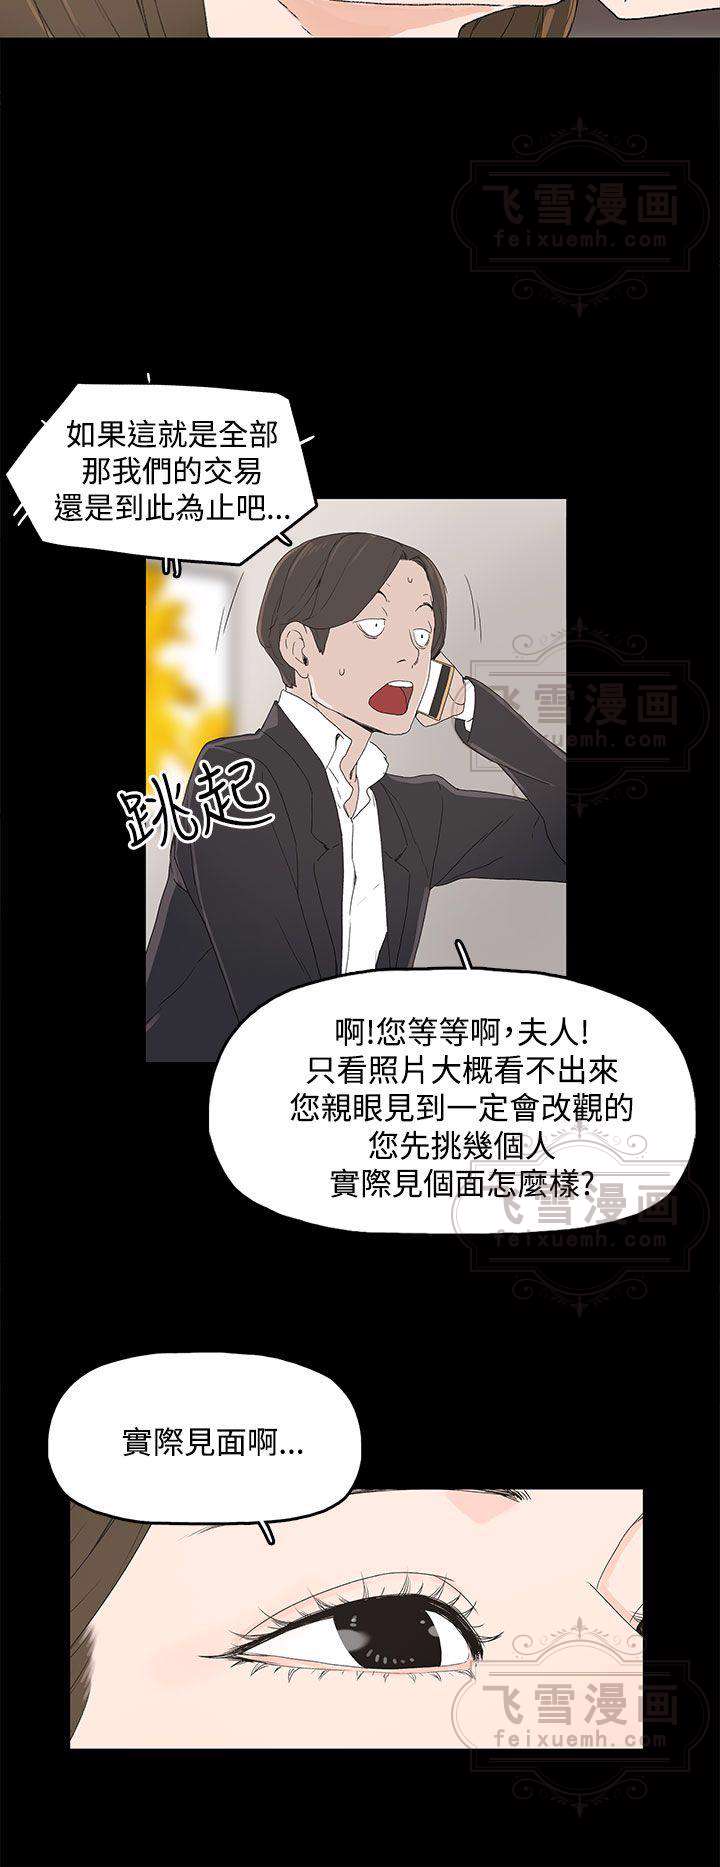 飞雪漫画
feixuemh.com
如果這就是全部
那我們的交易
還是到此為止吧...
飞雪漫画
feixuemh.com
跳起
啊!您等等啊,夫人!
只看照片大概看不出來
您親眼見到一定會改觀的
您先挑幾個人
實際見個面怎麼樣?
飞雪漫画
feixuemh.com
實際見面啊...
飞雪漫画
feixuemh.com